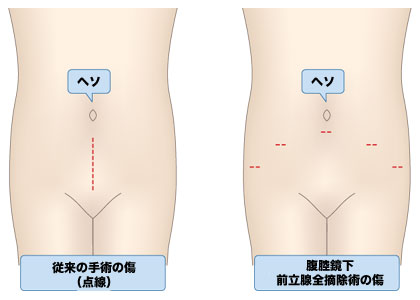 ヘソ
ヘソ
従来の手術の傷
（点線）
腹腔鏡下
前立腺全摘除術の傷